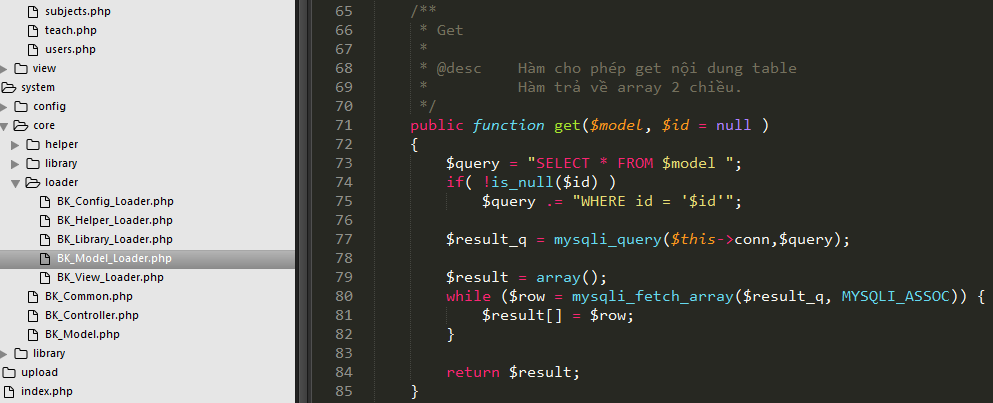 subjects.php
teach.php
users.php
view
system
config
core
helper
library
loader
BK_Config_Loader.php
BK_Helper_Loader.php
BK_Library_Loader.php
BK_Model_Loader.php
BK_View_Loader.php
BK_Common.php
BK_Controller.php
BK_Model.php
library
upload
index.php
65 /**
66 * Get
67 *
68 * @desc Hàm cho phép get nội dung table
69 * Hàm trả về array 2 chiều.
70 */
71 public function get($model, $id = null )
72 {
73 $query = "SELECT * FROM $model ";
74 if( !is_null($id) )
75 $query .= "WHERE id = '$id'";
76
77 $result_q = mysqli_query($this->conn,$query);
78
79 $result = array();
80 while ($row = mysqli_fetch_array($result_q, MYSQLI_ASSOC)) {
81 $result[] = $row;
82 }
83
84 return $result;
85 }